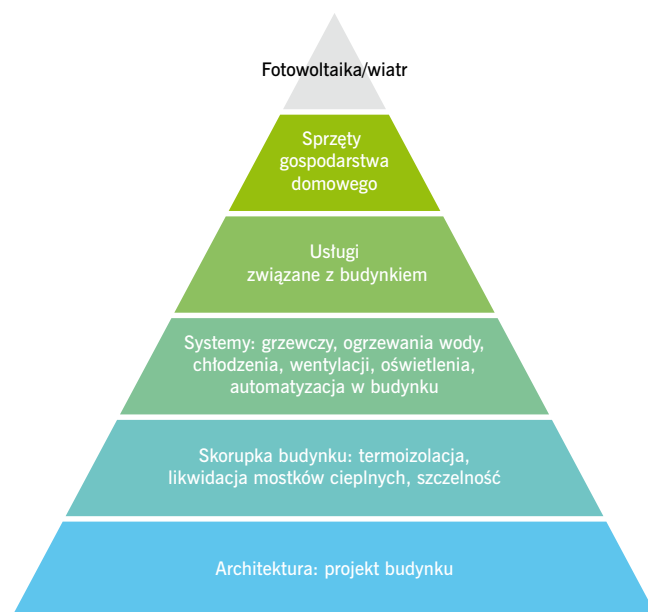 Fotowoltaika/wiatr
Sprzęty
gospodarstwa
domowego
Usługi
związane z budynkiem
Systemy: grzewczy, ogrzewania wody,
chłodzenia, wentylacji, oświetlenia,
automatyzacja w budynku
Skorupka budynku: termoizolacja,
likwidacja mostków cieplnych, szczelność
Architektura: projekt budynku